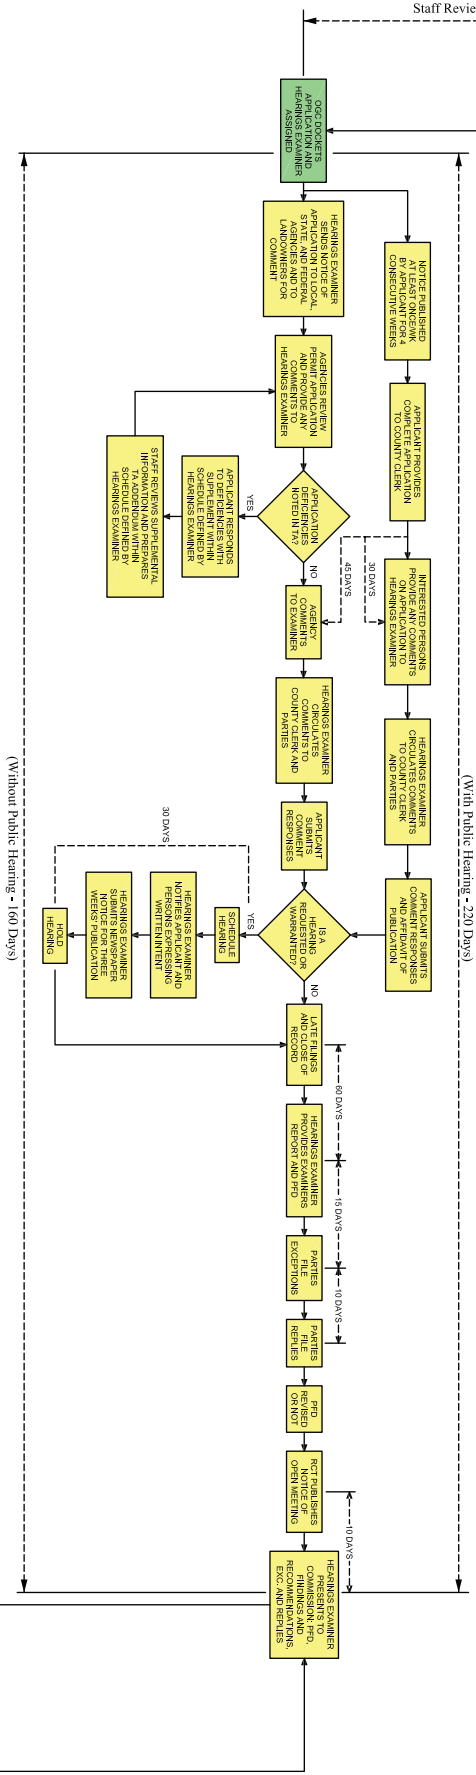 Staff Revie
OGC DOCKETS
APPLICATION AND
HEARINGS EXAMINER
ASSIGNED
(With Public Hearing - 220 Days)
NOTICE PUBLISHED
AT LEAST ONCE/WK
BY APPLICANT FOR 4
CONSECUTIVE WEEKS
APPLICANT PROVIDES
COMPLETE APPLICATION
TO COUNTY CLERK
30 DAYS
45 DAYS
INTERESTED PERSONS
PROVIDE ANY COMMENTS
ON APPLICATION TO
HEARINGS EXAMINER
HEARINGS EXAMINER
CIRCULATES COMMENTS
TO COUNTY CLERK
AND PARTIES
APPLICANT SUBMITS
COMMENT RESPONSES
AND AFFIDAVIT OF
PUBLICATION
HEARINGS EXAMINER
SENDS NOTICE OF
APPLICATION TO LOCAL,
STATE, AND FEDERAL
AGENCIES AND TO
LANDOWNERS FOR
COMMENT
AGENCIES REVIEW
PERMIT APPLICATION
AND PROVIDE ANY
COMMENTS TO
HEARINGS EXAMINER
APPLICATION
DEFICIENCIES
NOTED IN TA?
YES
NO
APPLICANT RESPONDS
TO DEFICIENCIES WITH
SUPPLEMENT WITHIN
SCHEDULE DEFINED BY
HEARINGS EXAMINER
STAFF REVIEWS SUPPLEMENTAL
INFORMATION AND PREPARES
TA ADDENDUM WITHIN
SCHEDULE DEFINED BY
HEARINGS EXAMINER
AGENCY
COMMENTS
TO EXAMINER
HEARINGS EXAMINER
CIRCULATES
COMMENTS TO
COUNTY CLERK AND
PARTIES
APPLICANT
SUBMITS
COMMENT
RESPONSES
IS A
HEARING
REQUESTED OR
WARRANTED?
YES
NO
SCHEDULE
HEARING
HEARINGS EXAMINER
NOTIFIES APPLICANT AND
PERSONS EXPRESSING
WRITTEN INTENT
HEARINGS EXAMINER
SUBMITS NEWSPAPER
NOTICE FOR THREE
WEEKS' PUBLICATION
HOLD
HEARING
30 DAYS
LATE FILINGS
AND CLOSE OF
RECORD
60 DAYS
HEARINGS EXAMINER
PROVIDES EXAMINERS
REPORT AND PFD
15 DAYS
PARTIES
FILE
EXCEPTIONS
10 DAYS
PARTIES
FILE
REPLIES
PFD
REVISED
OR NOT
RCT PUBLISHES
NOTICE OF
OPEN MEETING
10 DAYS
HEARINGS EXAMINER
PRESENTS TO
COMMISSION: PFD,
FINDINGS AND
RECOMMENDATIONS,
EXC. AND REPLIES
(Without Public Hearing - 160 Days)